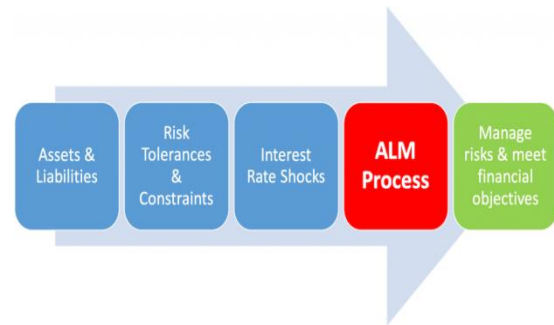 Assets &
Liabilities
Risk
Tolerances
&
Constraints
Interest
Rate Shocks
ALM
Process
Manage
risks & meet
financial
objectives